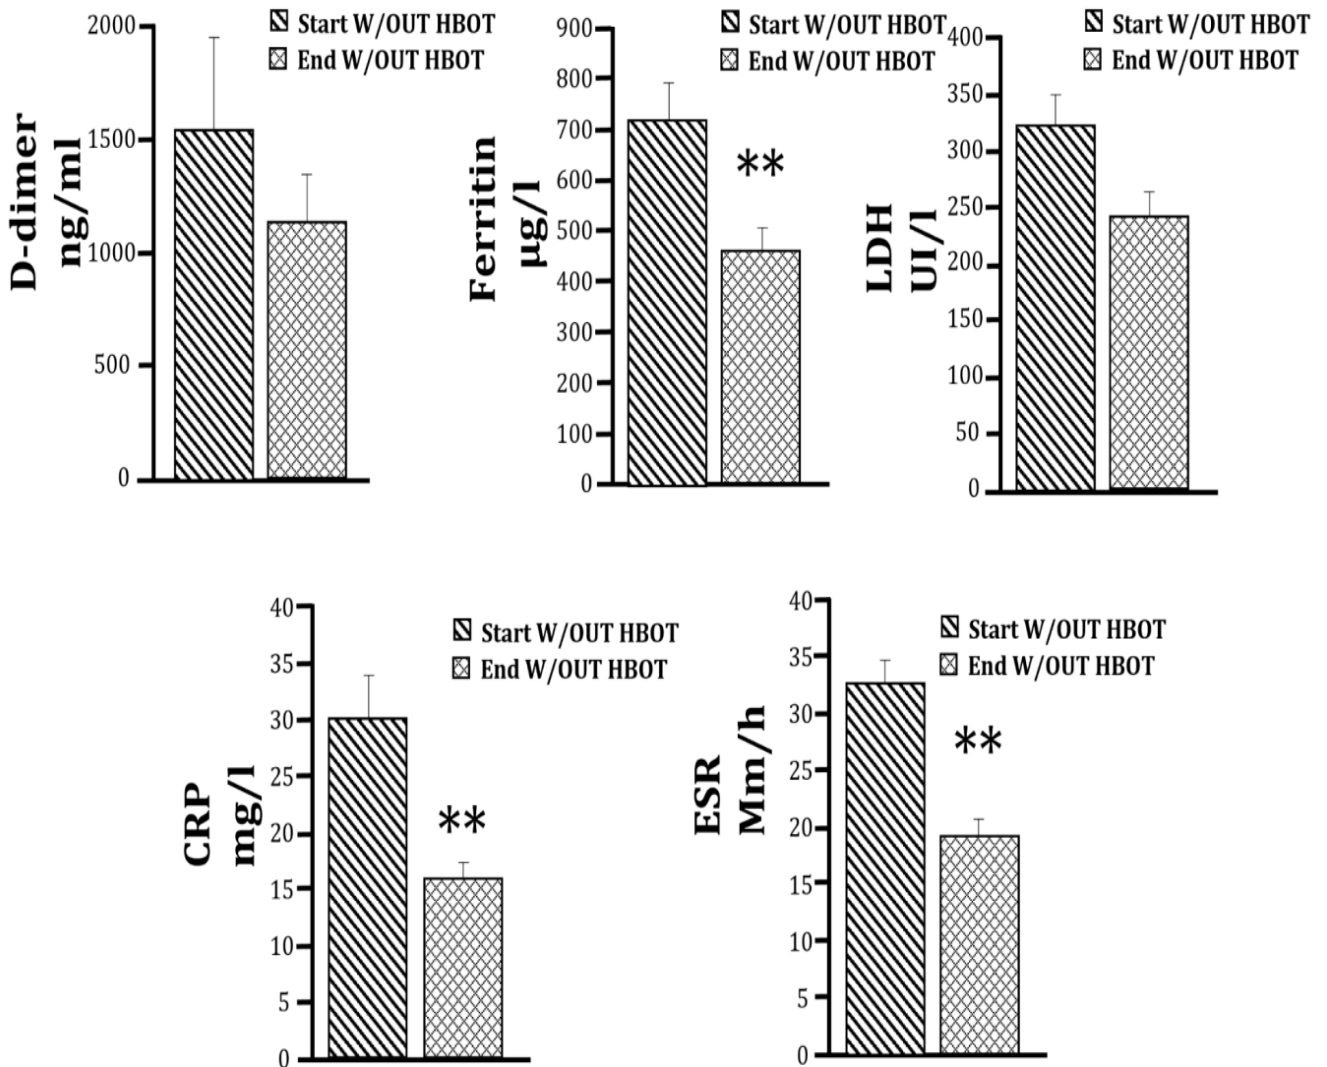 D-dimer
ng/ml
2000
1500
1000
500
0
Start W/OUT HBOT
End W/OUT HBOT
Ferritin
µg/l
900
800
700
600
500
400
300
200
100
0
Start W/OUT HBOT
End W/OUT HBOT
**
LDH
UI/l
400
350
300
250
200
150
100
50
0
Start W/OUT HBOT
End W/OUT HBOT
CRP
mg/l
40
35
30
25
20
15
10
5
0
Start W/OUT HBOT
End W/OUT HBOT
**
ESR
Mm/h
40
35
30
25
20
15
10
5
0
Start W/OUT HBOT
End W/OUT HBOT
**